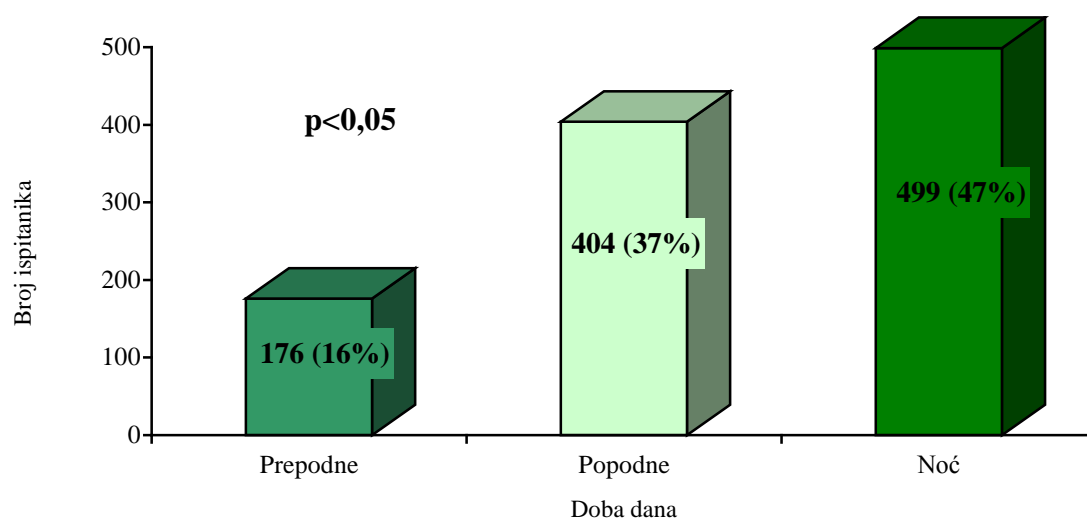 500
400
300
200
100
0
Broj ispitanika
p<0,05
176 (16%)
404 (37%)
499 (47%)
Prepodne
Popodne
Noć
Doba dana